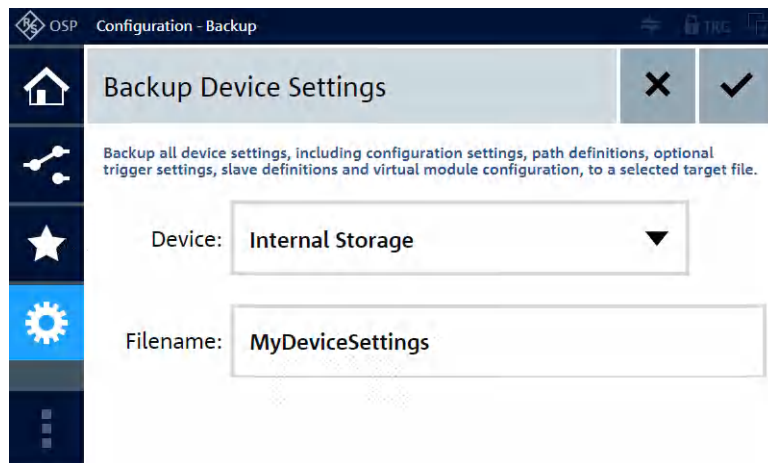 R&S OSP Configuration - Backup TRG
Backup Device Settings
Backup all device settings, including configuration settings, path definitions, optional
trigger settings, slave definitions and virtual module configuration, to a selected target file.
Device: Internal Storage
Filename: MyDeviceSettings